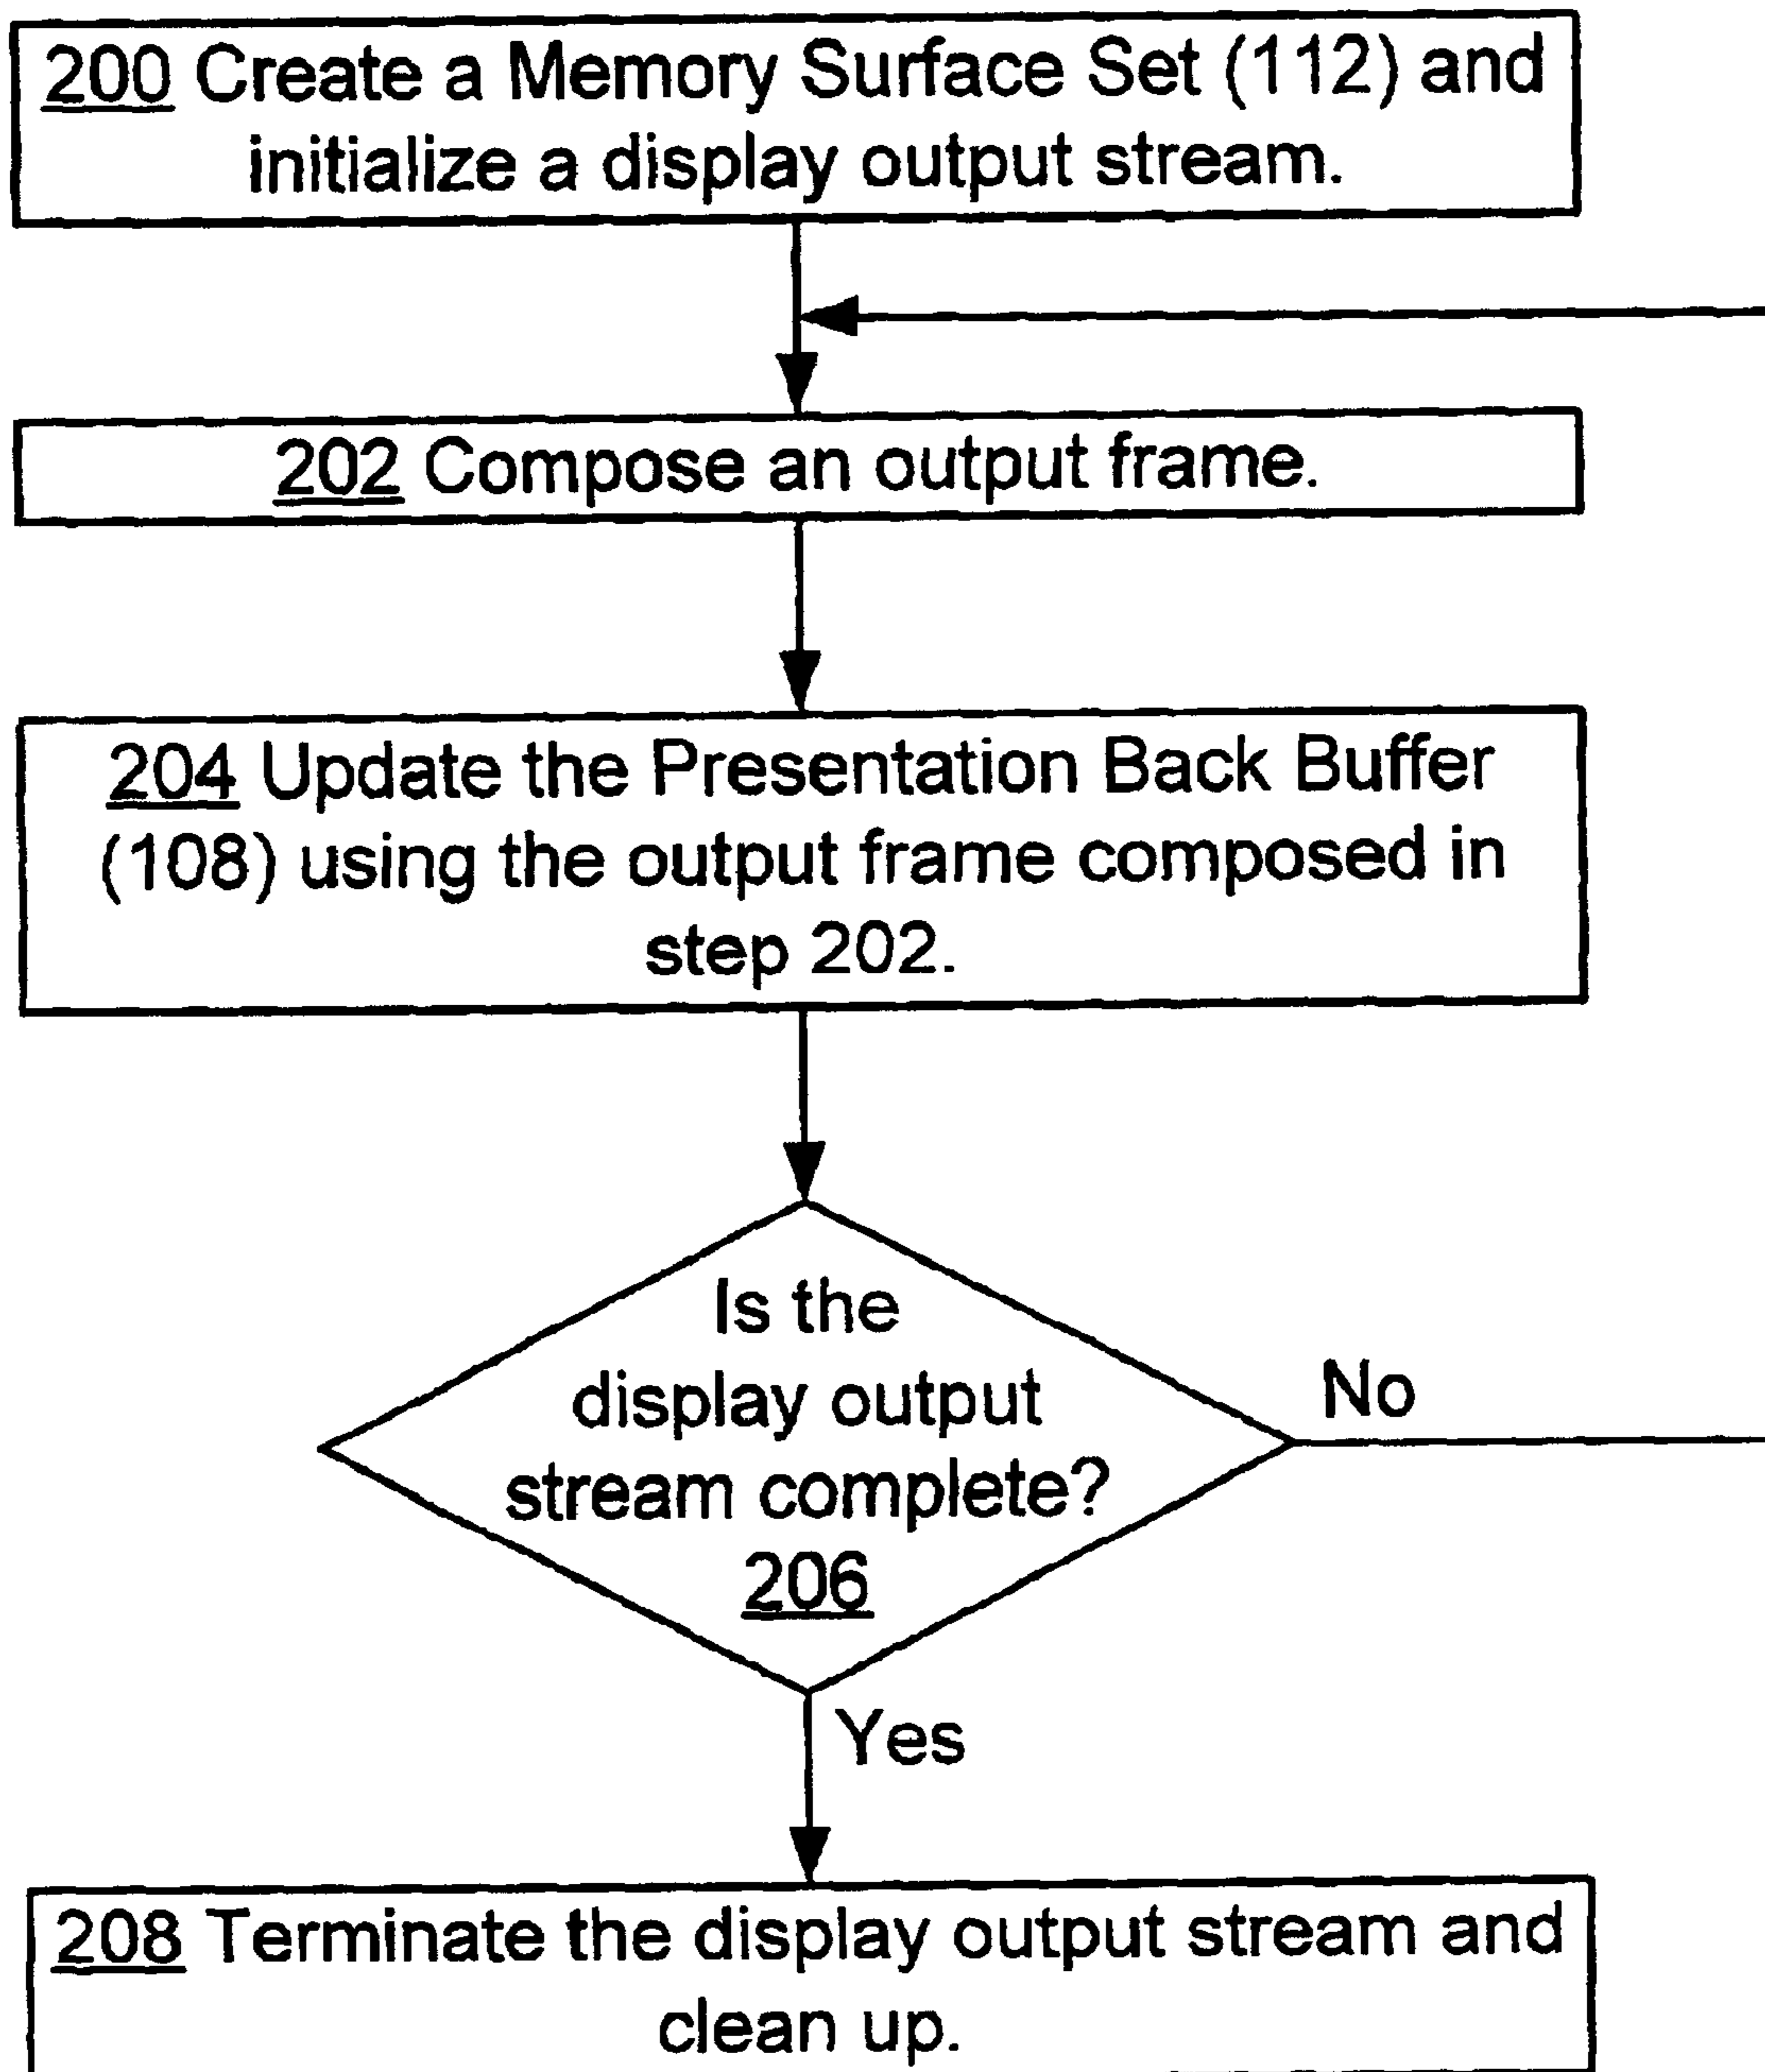 200 Create a Memory Surface Set (112) and
initialize a display output stream.
202 Compose an output frame.
204 Update the Presentation Back Buffer
(108) using the output frame composed in
step 202.
Is the
display output
stream complete?
206
No
Yes
208 Terminate the display output stream and
clean up.